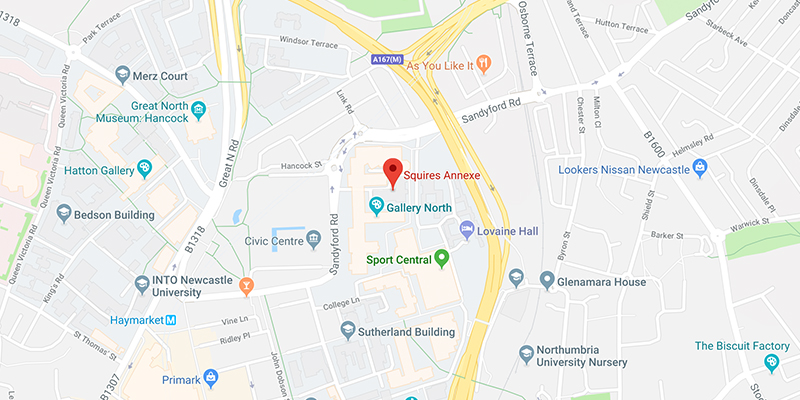 Park Terrace
Windsor Terrace
Osborne Terrace
Hutton Terrace
Sandyford
Starbeck Ave
Doncast
Dinsdale
A167(M)
As You Like It
Merz Court
Queen Victoria Rd
Great North
Museum: Hancock
Great N Rd
Link Rd
Sandyford Rd
Chester St
Milton Cl
B1600
Helmsley Rd
Hancock St
Squires Annexe
Hatton Gallery
Lookers Nissan Newcastle
Dinsdale Pl
Gallery North
Bedson Building
B1318
Queen Victoria Rd
Civic Centre
Sandyford Rd
Lovaine Hall
Shield St
Warwick St
Barker St
Byron St
Sport Central
INTO Newcastle
University
Glenamara House
King's Rd
College Ln
Haymarket M
Vine Ln
Ridley Pl
St Thomas' St
Sutherland Building
Northumbria
University Nursery
The Biscuit Factory
John Dobson
Primark
B1307
Sto